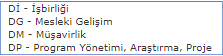 Dİ - İşbirliği
DG - Mesleki Gelişim
DM - Müşavirlik
DP - Program Yönetimi, Araştırma, Proje